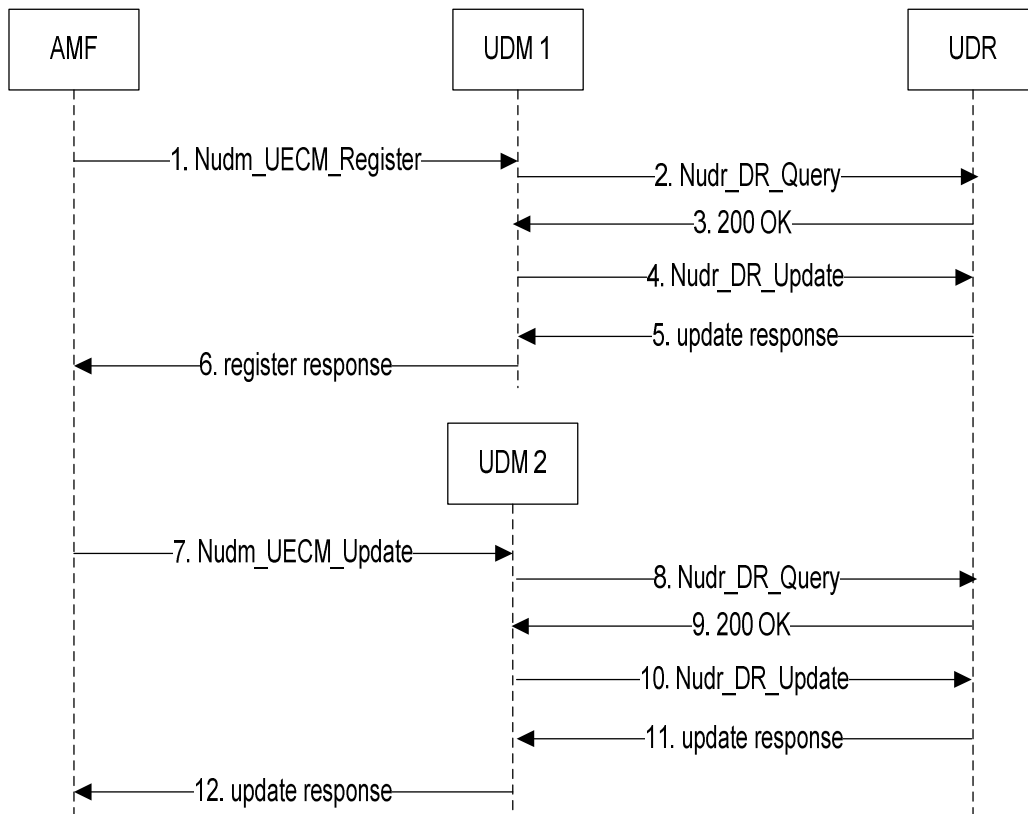 AMF
UDM 1
UDR
1. Nudm_UECM_Register
2. Nudr_DR_Query
3. 200 OK
4. Nudr_DR_Update
5. update response
6. register response
UDM 2
7. Nudm_UECM_Update
8. Nudr_DR_Query
9. 200 OK
10. Nudr_DR_Update
11. update response
12. update response